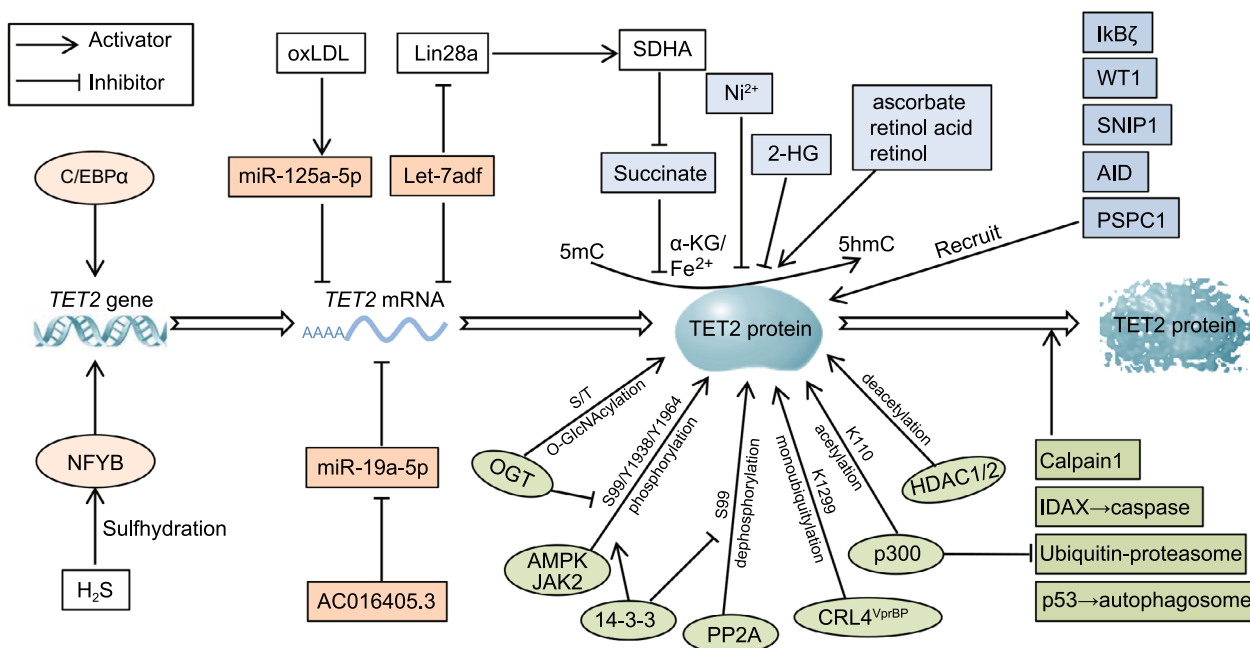 Activator
Inhibitor
oxLDL
Lin28a
SDHA
Ni²⁺
ascorbate
retinol acid
retinol
IkBζ
WT1
SNIP1
AID
PSPC1
C/EBPα
miR-125a-5p
Let-7adf
Succinate
2-HG
5mC
α-KG/
Fe²⁺
5hmC
Recruit
TET2 gene
TET2 mRNA
AAAA
TET2 protein
TET2 protein
S/T
O-GlcNAcylation
S99/Y1938/Y1964
phosphorylation
S99
dephosphorylation
K1299
monoubiquitylation
K110
acetylation
deacetylation
NFYB
miR-19a-5p
OGT
HDAC1/2
Calpain1
IDAX→caspase
Sulfhydration
AMPK
JAK2
p300
Ubiquitin-proteasome
H₂S
AC016405.3
14-3-3
PP2A
CRL4ⱽᵖʳᴮᴾ
p53→autophagosome